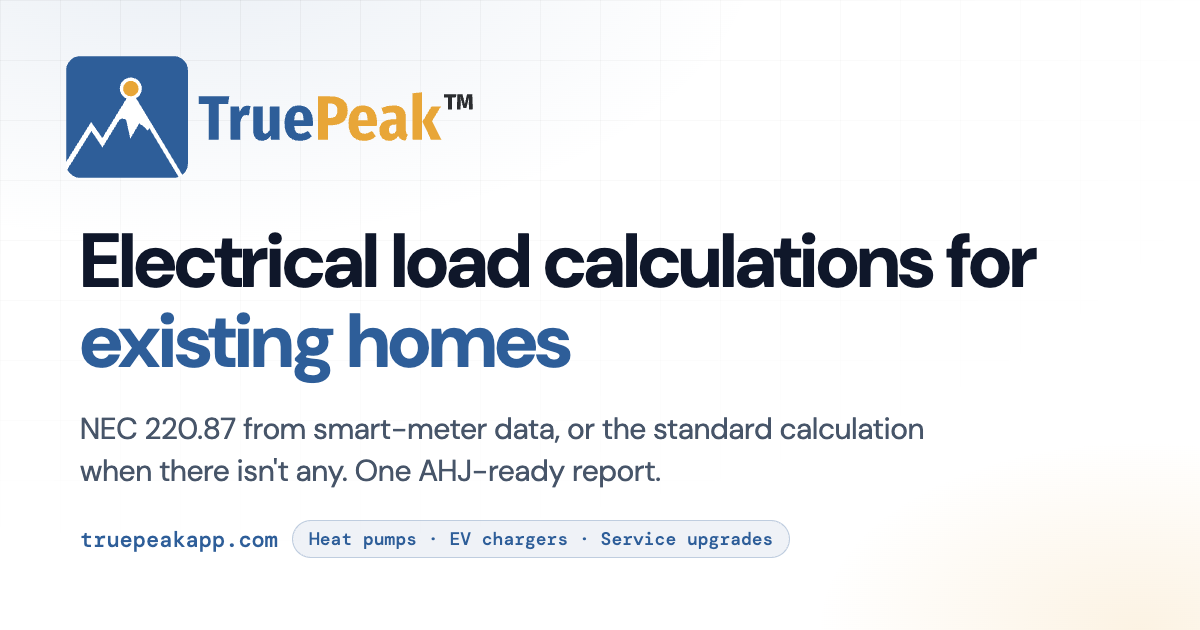 TruePeak™
Electrical load calculations for
existing homes
NEC 220.87 from smart-meter data, or the standard calculation
when there isn't any. One AHJ-ready report.
truepeakapp.com
Heat pumps · EV chargers · Service upgrades